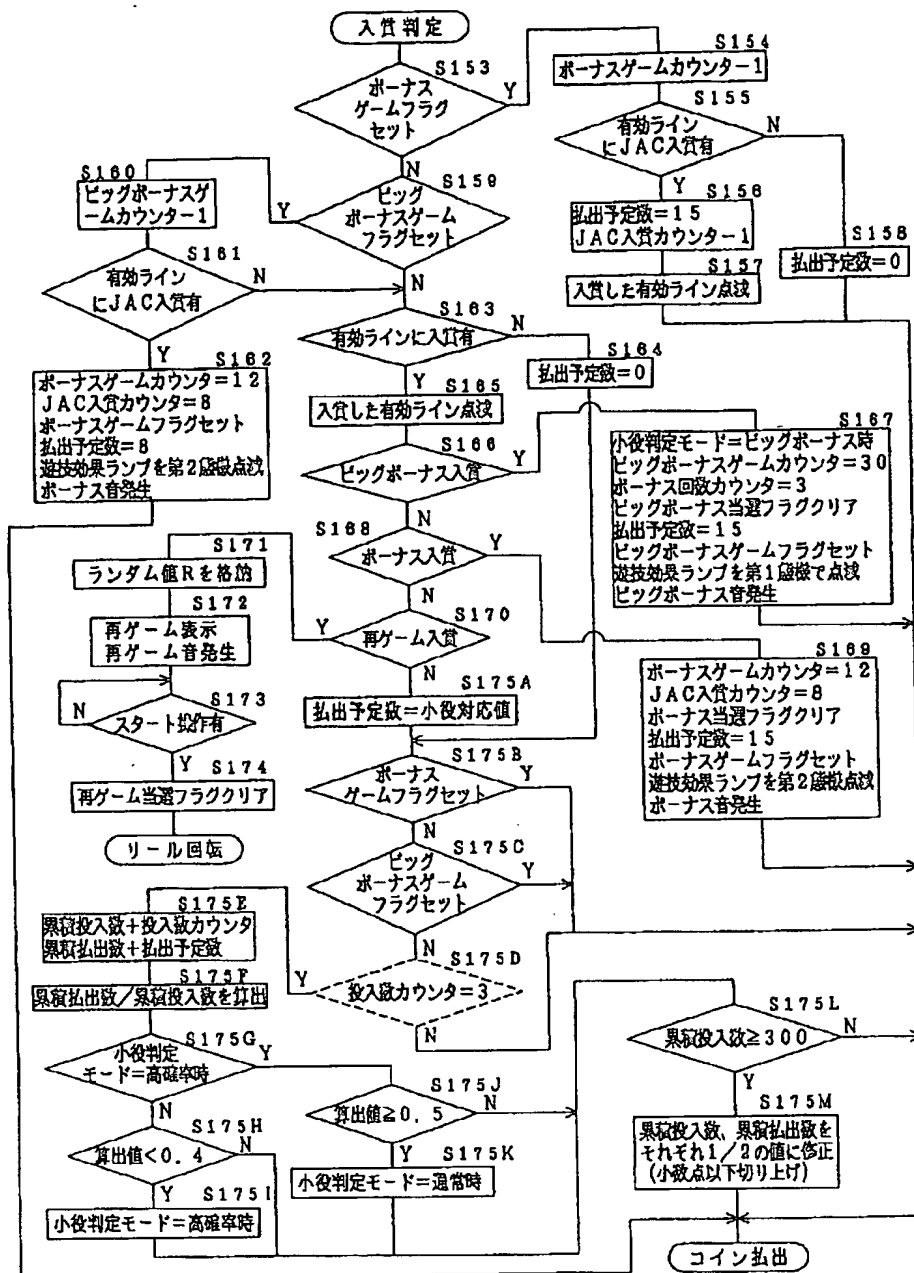 入賞判定
S153
ボーナス
ゲームフラグ
セット
Y
N
S154
ボーナスゲームカウンター1
S155
有効ライン
にJAC入賞有
N
Y
S156
払出予定数=15
JAC入賞カウンター1
S157
入賞した有効ライン点滅
S158
払出予定数=0
S159
ビッグ
ボーナスゲーム
フラグセット
Y
N
S160
ビッグボーナスゲ
ームカウンター1
S161
有効ライン
にJAC入賞有
N
Y
S162
ボーナスゲームカウンタ=12
JAC入賞カウンター=8
ボーナスゲームフラグセット
払出予定数=8
遊技効果ランプを第2態様点滅
ボーナス音発生
S163
有効ラインに入賞有
N
Y
S164
払出予定数=0
S165
入賞した有効ライン点滅
S166
ビッグボーナス入賞
Y
N
S167
小役判定モード=ビッグボーナス時
ビッグボーナスゲームカウンター=30
ボーナス回数カウンター=3
ビッグボーナス当選フラグクリア
払出予定数=15
ビッグボーナスゲームフラグセット
遊技効果ランプを第1態様で点滅
ビッグボーナス音発生
S168
ボーナス入賞
Y
N
S169
ボーナスゲームカウンター=12
JAC入賞カウンター=8
ボーナス当選フラグクリア
払出予定数=15
ボーナスゲームフラグセット
遊技効果ランプを第2態様点滅
ボーナス音発生
S170
再ゲーム入賞
Y
N
S171
ランダム値Rを格納
S172
再ゲーム表示
再ゲーム音発生
S173
スタート操作有
N
Y
S174
再ゲーム当選フラグクリア
リール回転
S175A
払出予定数=小役対応値
S175B
ボーナス
ゲームフラグセット
Y
N
S175C
ビッグ
ボーナスゲーム
フラグセット
Y
N
S175D
投入数カウンター=3
Y
N
S175E
累積投入数+投入数カウンタ
累積払出数+払出予定数
S175F
累積払出数/累積投入数を算出
S175G
小役判定
モード=高確率時
Y
N
S175H
算出値<0.4
N
Y
S175I
小役判定モード=高確率時
S175J
算出値≧0.5
N
Y
S175K
小役判定モード=通常時
S175L
累積投入数≧300
N
Y
S175M
累積投入数、累積払出数を
それぞれ1/2の値に修正
(小数点以下切り上げ)
コイン払出